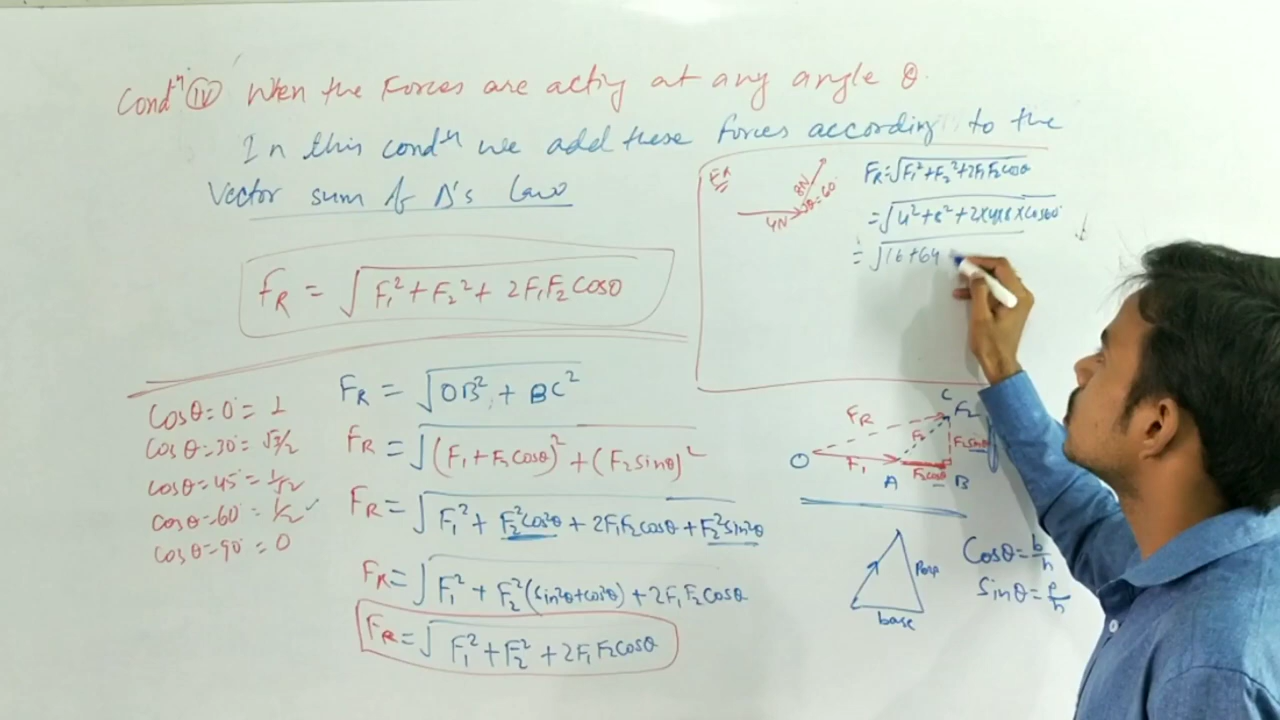 Condⁿ (iv) When the Forces are acting at any angle θ.
In this condⁿ we add these forces according to the
vector sum of Δ's Law
F_R = √F₁² + F₂² + 2F₁F₂Cosθ
Cosθ=0° = 1
Cosθ=30° = √3/2
Cosθ=45° = 1/√2
Cosθ=60° = 1/2 ✓
Cosθ=90° = 0
F_R = √OB² + BC²
F_R = √(F₁+F₂cosθ)² + (F₂sinθ)²
F_R = √F₁² + F₂²cos²θ + 2F₁F₂cosθ + F₂²sin²θ
F_R = √F₁² + F₂²(sin²θ+cos²θ) + 2F₁F₂cosθ
F_R = √F₁² + F₂² + 2F₁F₂cosθ
8N
θ=60°
4N
F_R=√F₁²+F₂²+2F₁F₂cosθ
=√4²+8²+2×4×8×cos60°
=√16+64
C
F_R
F₂
F₂
F₂sinθ
O
F₁
A
F₂cosθ
B
Perp
base
Cosθ=b/h
Sinθ=p/h